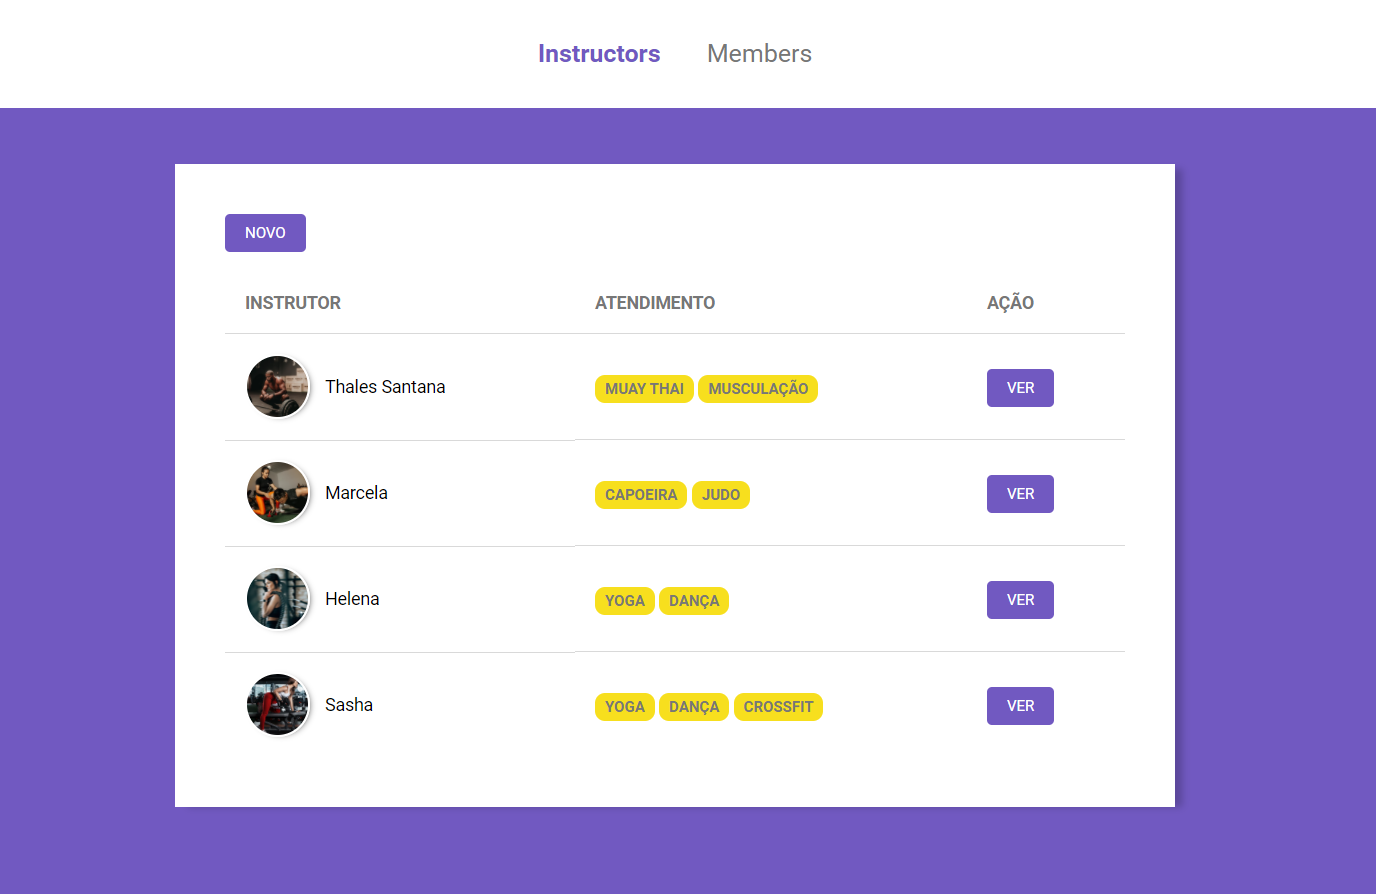 Instructors Members
NOVO
INSTRUTOR ATENDIMENTO AÇÃO
Thales Santana MUAY THAI MUSCULAÇÃO VER
Marcela CAPOEIRA JUDO VER
Helena YOGA DANÇA VER
Sasha YOGA DANÇA CROSSFIT VER